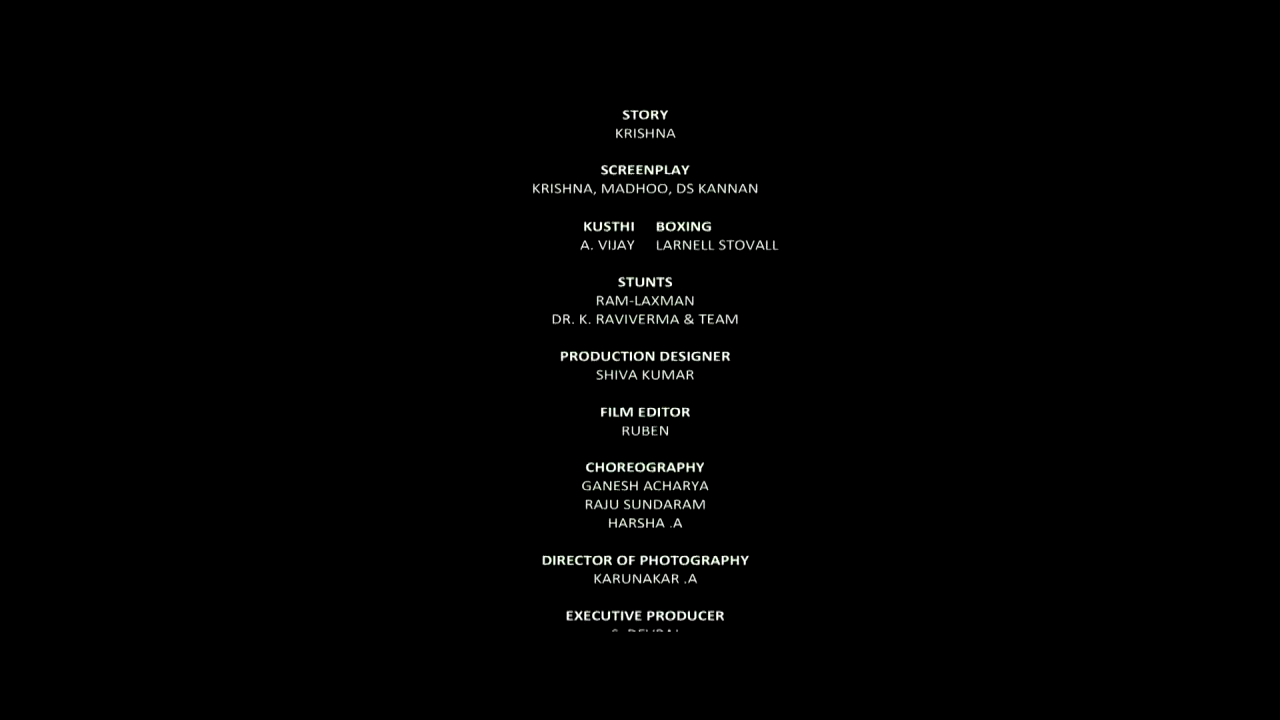 STORY
KRISHNA
SCREENPLAY
KRISHNA, MADHOO, DS KANNAN
KUSTHI BOXING
A. VIJAY LARNELL STOVALL
STUNTS
RAM-LAXMAN
DR. K. RAVIVERMA & TEAM
PRODUCTION DESIGNER
SHIVA KUMAR
FILM EDITOR
RUBEN
CHOREOGRAPHY
GANESH ACHARYA
RAJU SUNDARAM
HARSHA .A
DIRECTOR OF PHOTOGRAPHY
KARUNAKAR .A
EXECUTIVE PRODUCER